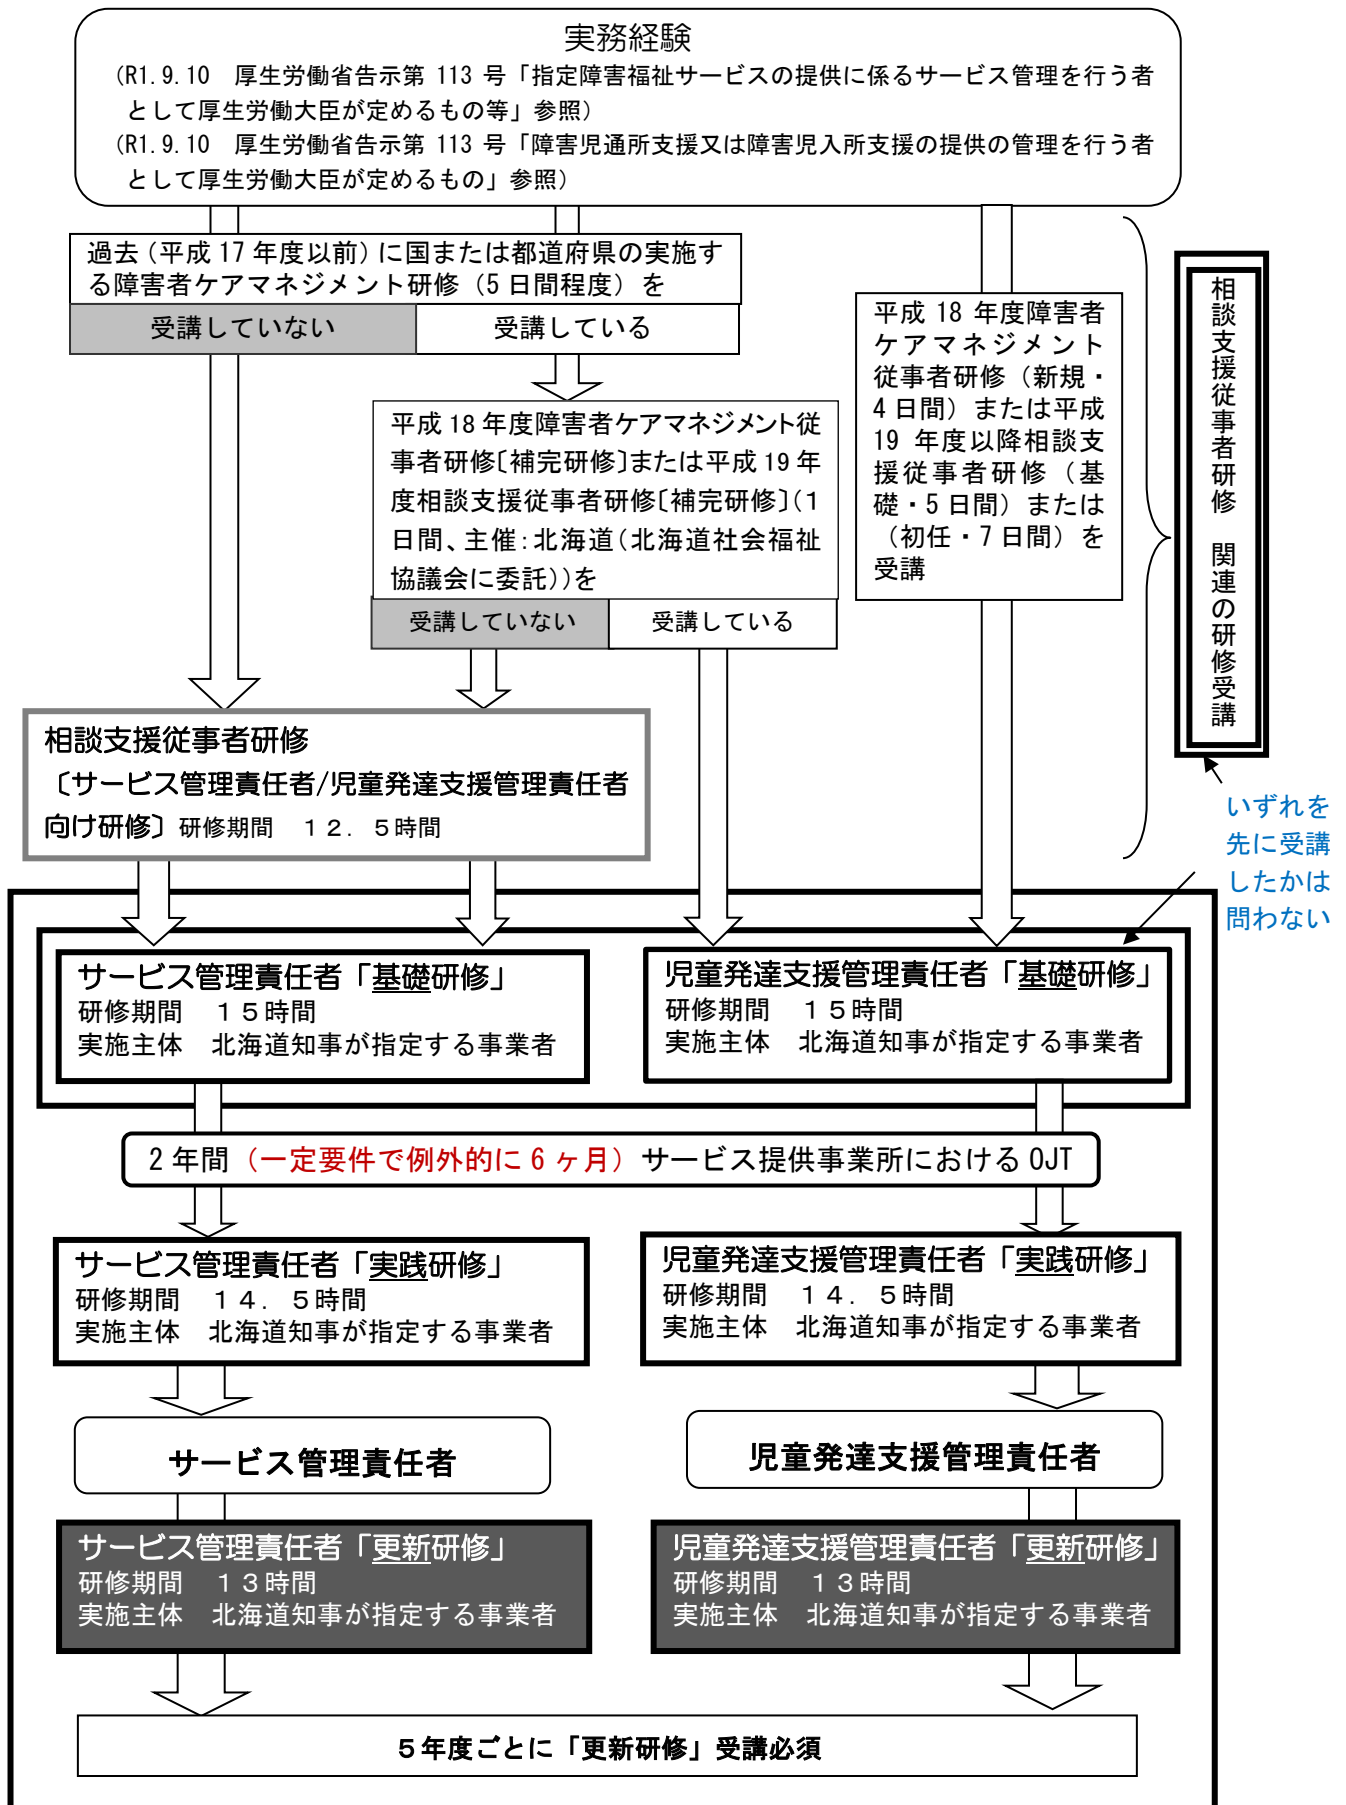 実務経験
(R1.9.10 厚生労働省告示第 113 号「指定障害福祉サービスの提供に係るサービス管理を行う者
として厚生労働大臣が定めるもの等」参照)
(R1.9.10 厚生労働省告示第 113 号「障害児通所支援又は障害児入所支援の提供の管理を行う者
として厚生労働大臣が定めるもの」参照)
過去(平成 17 年度以前)に国または都道府県の実施す
る障害者ケアマネジメント研修(5 日間程度)を
受講していない
受講している
平成 18 年度障害者ケアマネジメント従
事者研修〔補完研修〕または平成 19 年
度相談支援従事者研修〔補完研修〕(1
日間、主催:北海道(北海道社会福祉
協議会に委託))を
受講していない
受講している
平成 18 年度障害者
ケアマネジメント
従事者研修(新規・
4 日間)または平成
19 年度以降相談支
援従事者研修(基
礎・5 日間)または
(初任・7 日間)を
受講
相談支援従事者研修 関連の研修受講
いずれを
先に受講
したかは
問わない
相談支援従事者研修
〔サービス管理責任者/児童発達支援管理責任者
向け研修〕研修期間 12.5時間
サービス管理責任者「基礎研修」
研修期間 15時間
実施主体 北海道知事が指定する事業者
児童発達支援管理責任者「基礎研修」
研修期間 15時間
実施主体 北海道知事が指定する事業者
2 年間(一定要件で例外的に 6 ヶ月)サービス提供事業所における OJT
サービス管理責任者「実践研修」
研修期間 14.5時間
実施主体 北海道知事が指定する事業者
児童発達支援管理責任者「実践研修」
研修期間 14.5時間
実施主体 北海道知事が指定する事業者
サービス管理責任者
児童発達支援管理責任者
サービス管理責任者「更新研修」
研修期間 13時間
実施主体 北海道知事が指定する事業者
児童発達支援管理責任者「更新研修」
研修期間 13時間
実施主体 北海道知事が指定する事業者
5年度ごとに「更新研修」受講必須